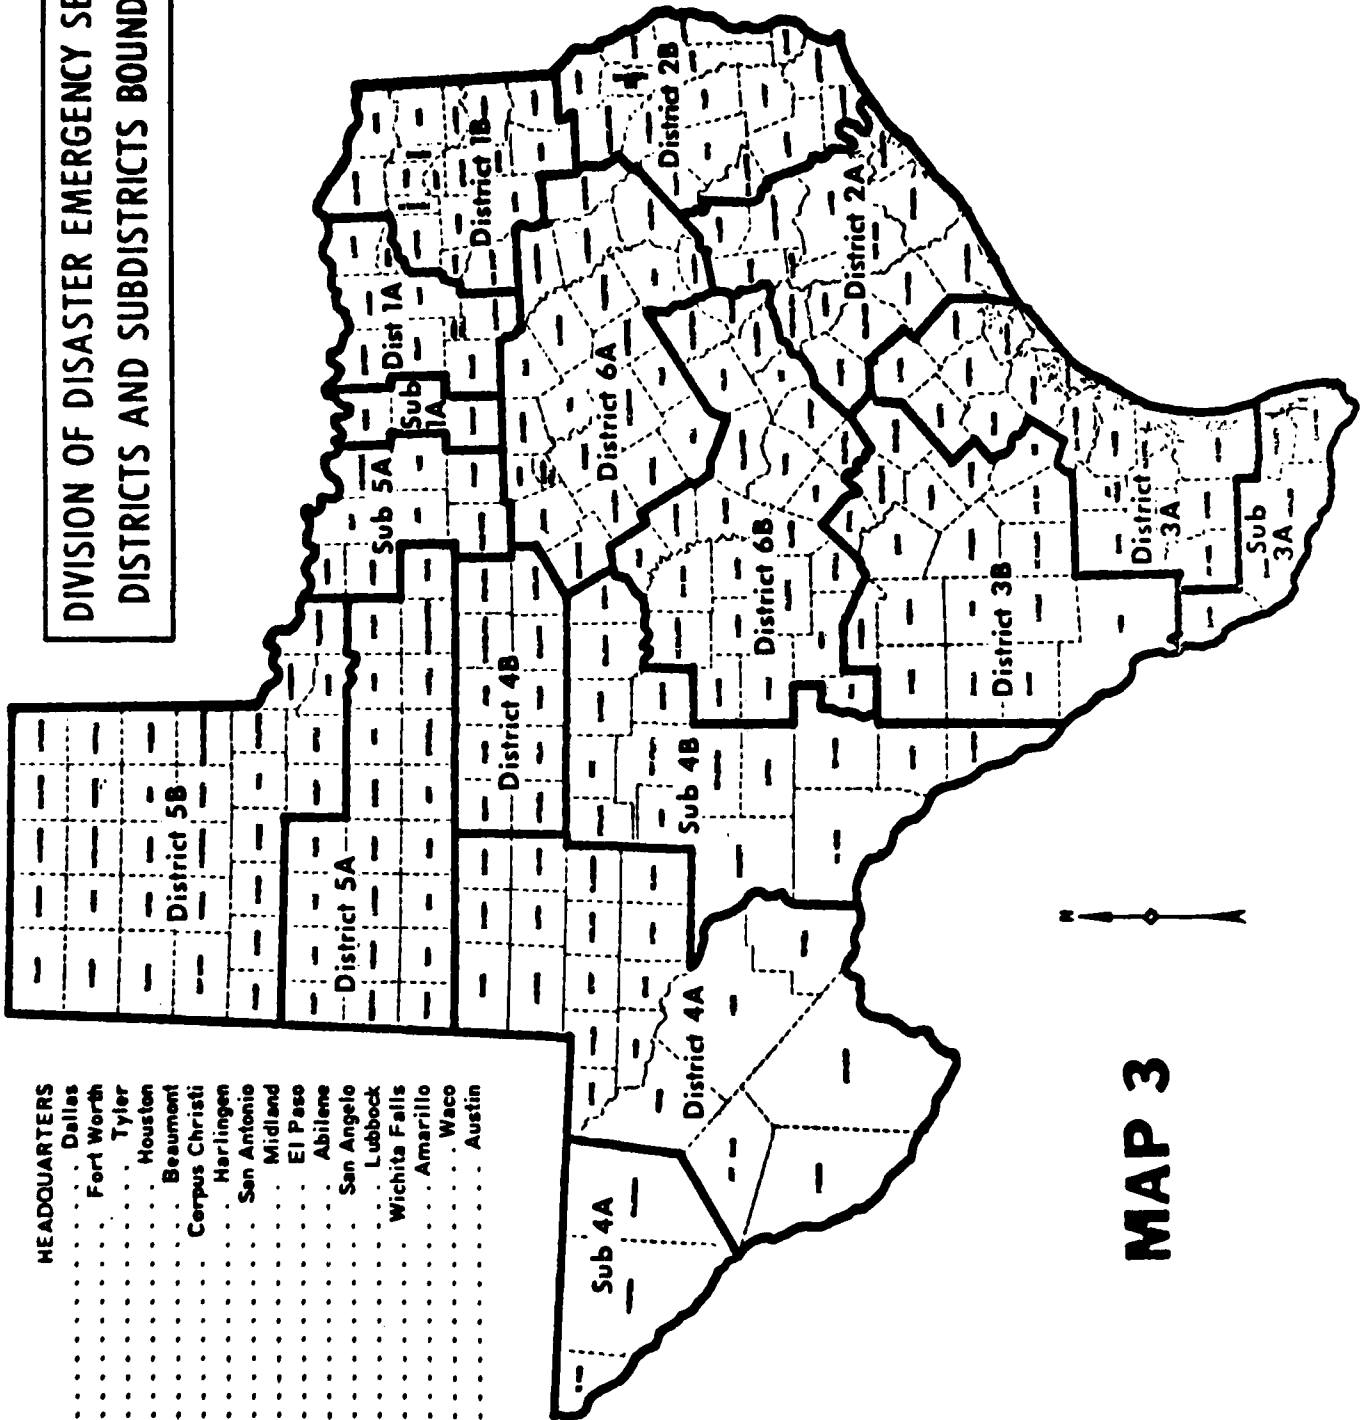 DIVISION OF DISASTER EMERGENCY SE
DISTRICTS AND SUBDISTRICTS BOUND
HEADQUARTERS
Dallas
Fort Worth
Tyler
Houston
Beaumont
Corpus Christi
Harlingen
San Antonio
Midland
El Paso
Abilene
San Angelo
Lubbock
Wichita Falls
Amarillo
Waco
Austin
District 5B
District 5A
Sub 5A
Sub
1A
Dist 1A
District 1B
District 4B
District 6A
District 2B
Sub 4A
District 4A
Sub 4B
District 6B
District 2A
District 3B
District
3A
Sub
3A
N
MAP 3